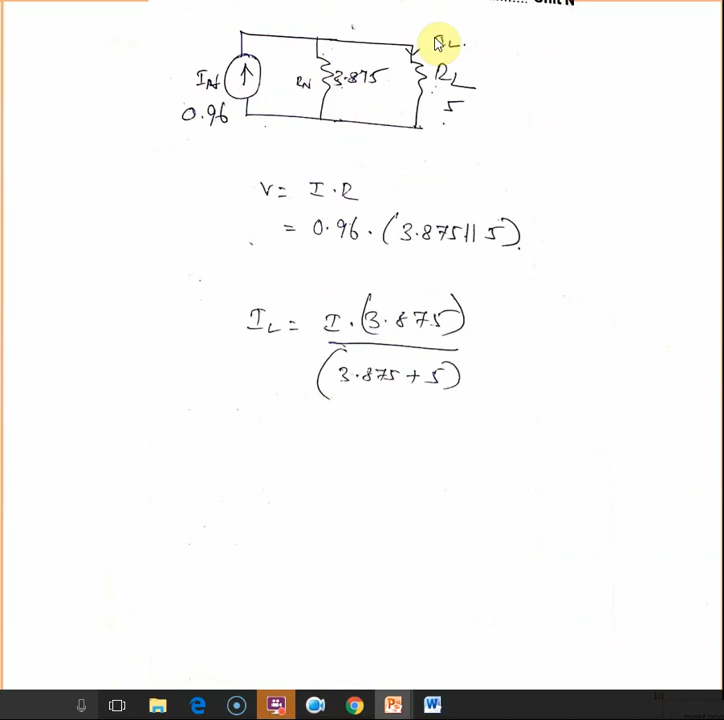 Unit N
IL.
IN
RN
3.875
RL
0.96
5
V = I.R
= 0.96.(3.875||5).
IL = I.(3.875)
(3.875+5)